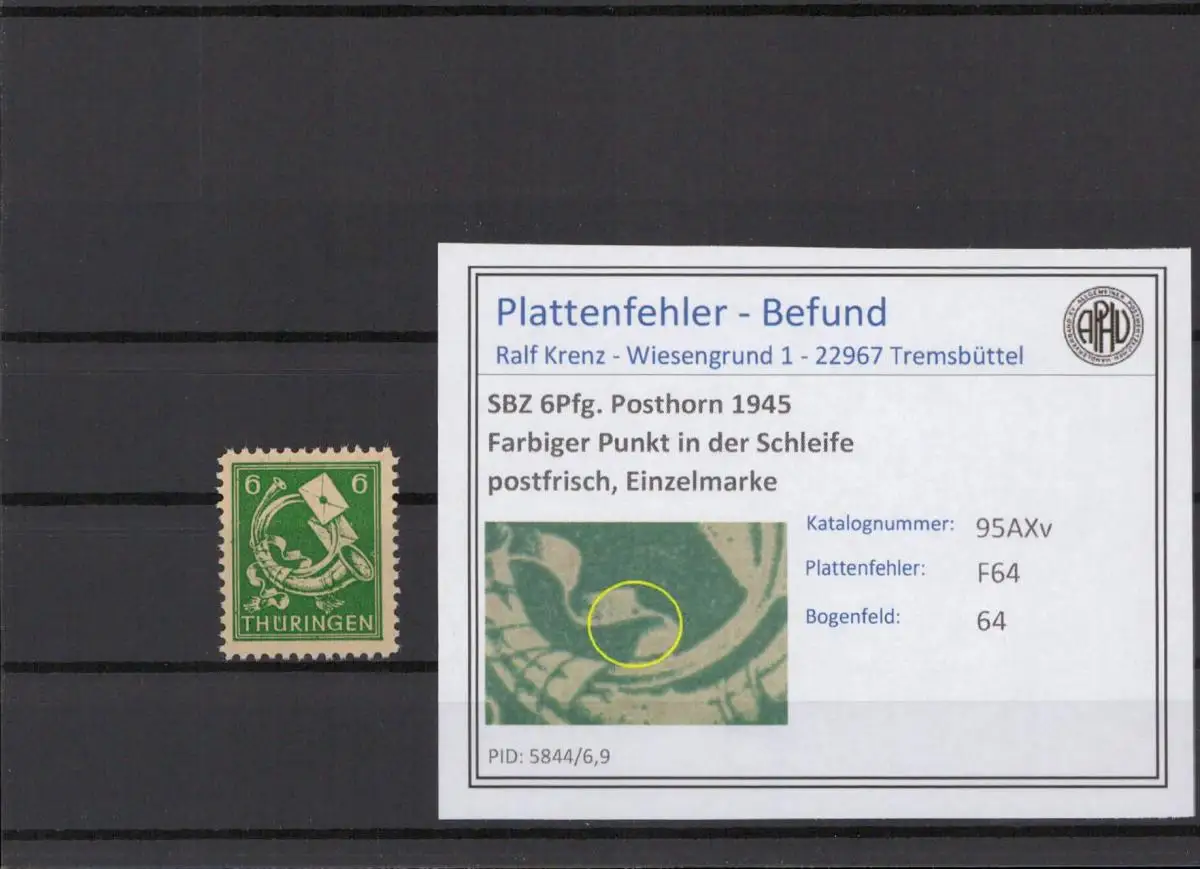 6 6
THÜRINGEN
Plattenfehler - Befund
Ralf Krenz - Wiesengrund 1 - 22967 Tremsbüttel
APHV
SBZ 6Pfg. Posthorn 1945
Farbiger Punkt in der Schleife
postfrisch, Einzelmarke
Katalognummer: 95AXv
Plattenfehler: F64
Bogenfeld: 64
PID: 5844/6,9